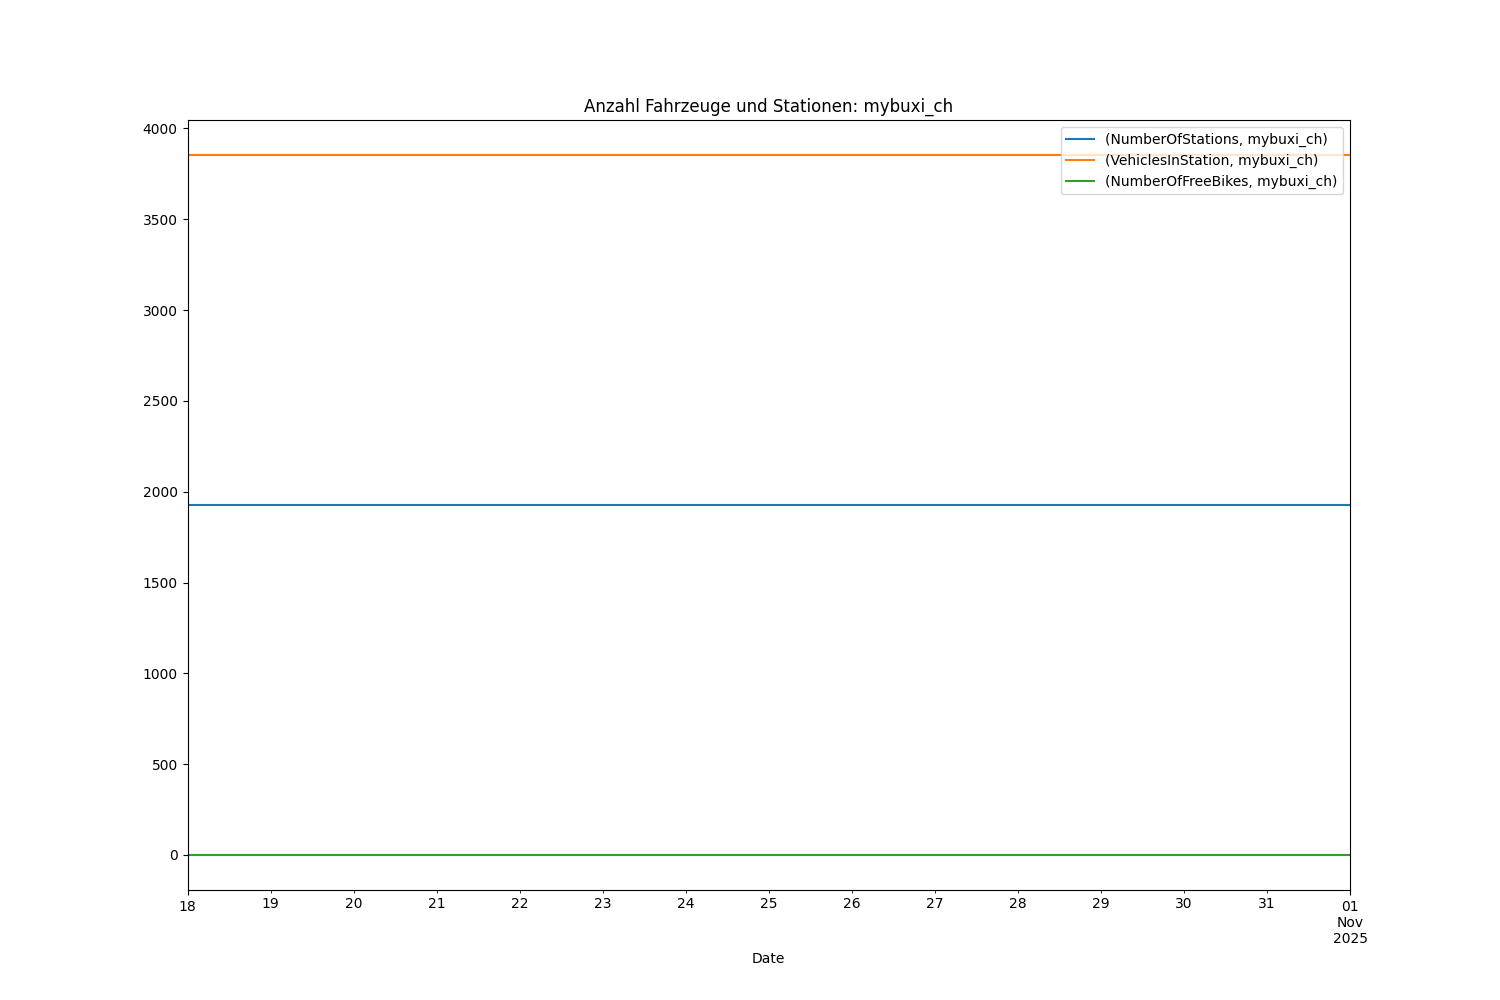 Anzahl Fahrzeuge und Stationen: mybuxi_ch
4000
3500
3000
2500
2000
1500
1000
500
0
(NumberOfStations, mybuxi_ch)
(VehiclesInStation, mybuxi_ch)
(NumberOfFreeBikes, mybuxi_ch)
18 19 20 21 22 23 24 25 26 27 28 29 30 31 01
Nov
2025
Date